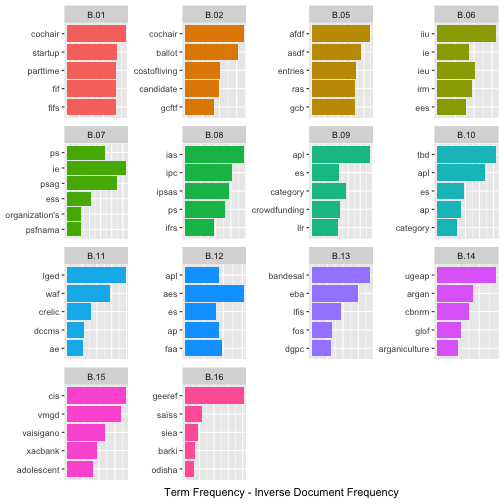 B.01
cochair
startup
parttime
fif
fifs
B.02
cochair
ballot
costofliving
candidate
gcftf
B.05
afdf
asdf
entries
ras
gcb
B.06
iiu
ie
ieu
irm
ees
B.07
ps
ie
psag
ess
organization's
psfnama
B.08
ias
ipc
ipsas
ps
ifrs
B.09
apl
es
category
crowdfunding
llr
B.10
tbd
apl
es
ap
category
B.11
lged
waf
crelic
dccms
ae
B.12
apl
aes
es
ap
faa
B.13
bandesal
eba
lfis
fos
dgpc
B.14
ugeap
argan
cbnrm
glof
arganiculture
B.15
cis
vmgd
vaisigano
xacbank
adolescent
B.16
geeref
saïss
siea
barki
odisha
Term Frequency - Inverse Document Frequency